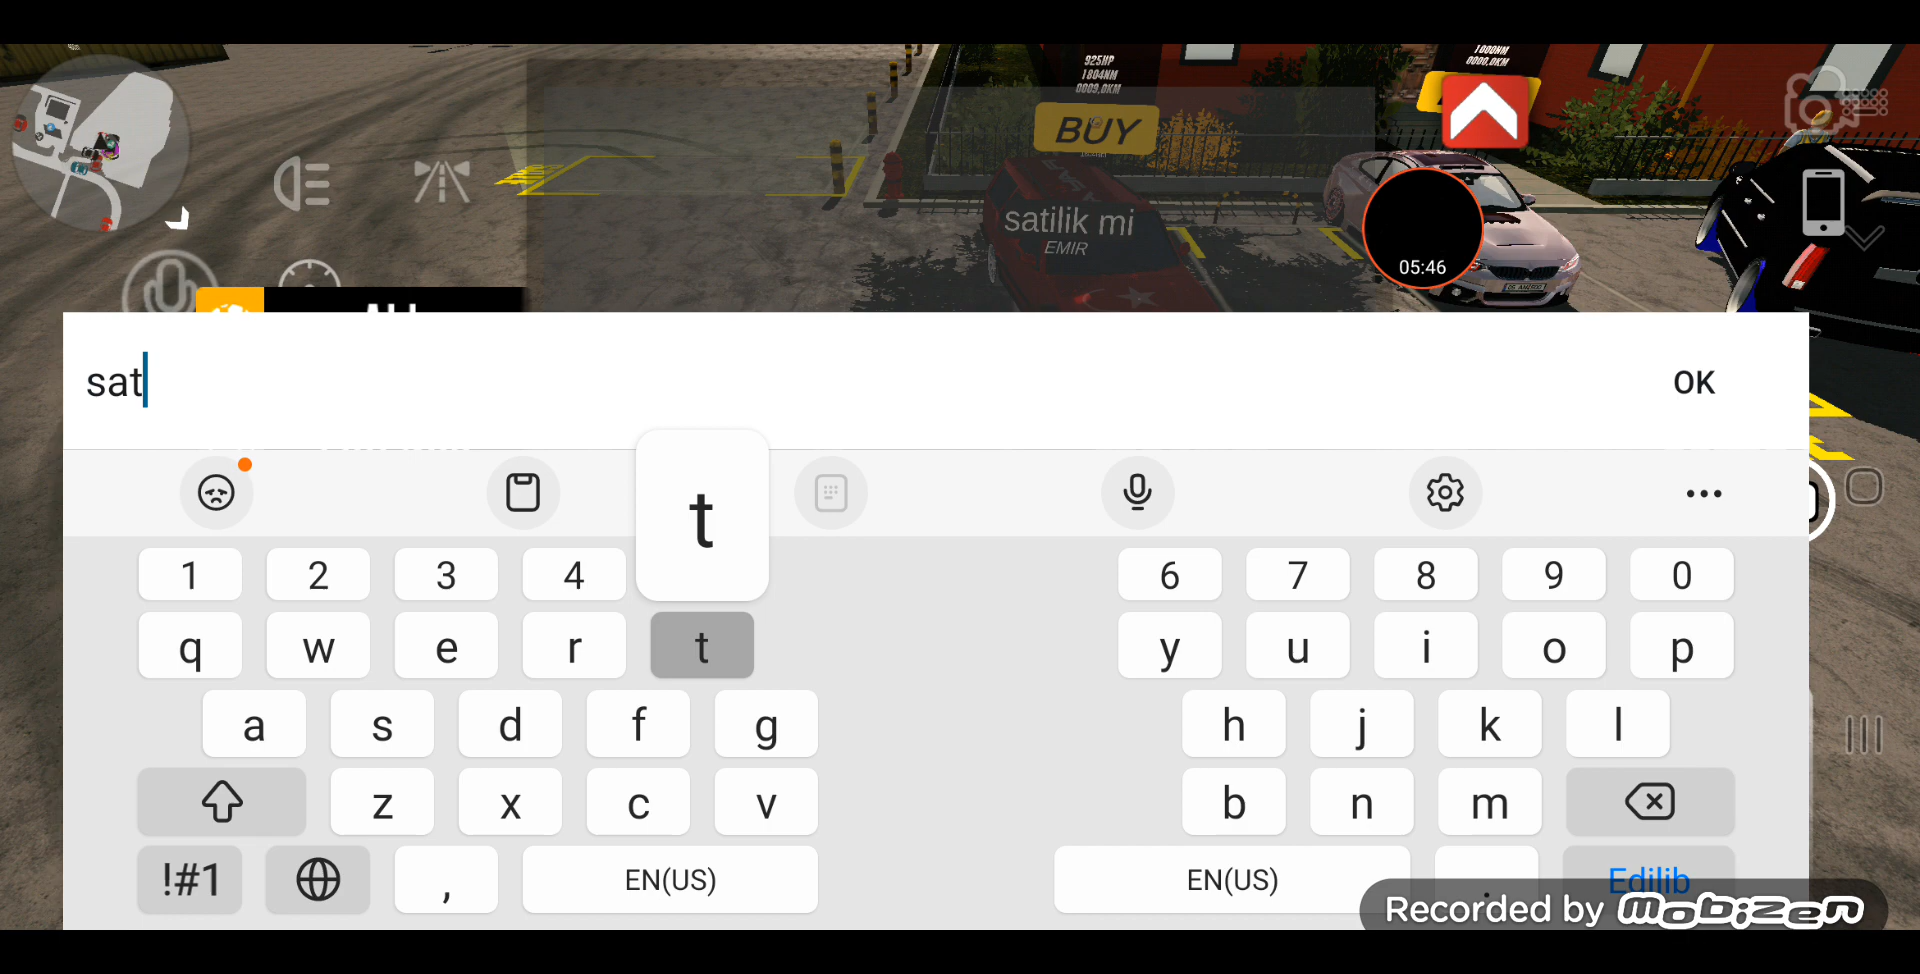 925HP
1804NM
0009,0KM
BUY
1000NM
0000,0KM
satilik mi
EMIR
05:46
ALL
sat
OK
t
1 2 3 4 6 7 8 9 0
q w e r t y u i o p
a s d f g h j k l
z x c v b n m
!#1 , EN(US) EN(US) . Edilib
Recorded by mobizen